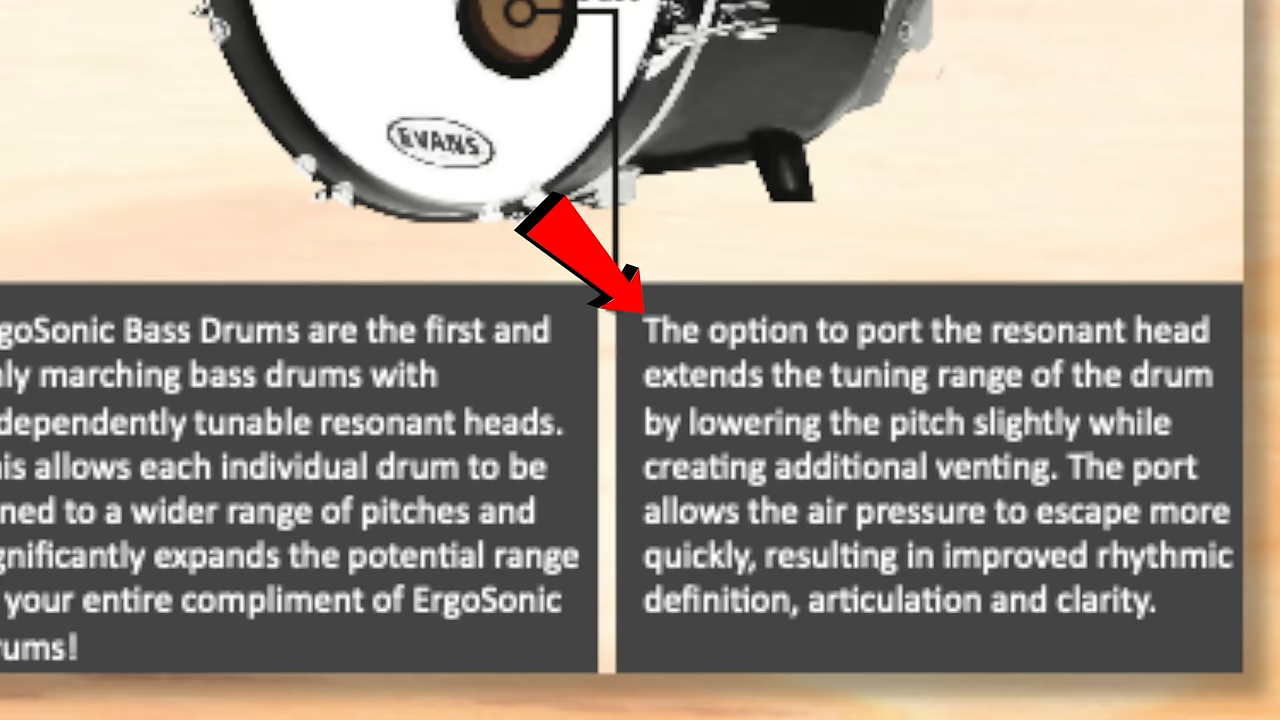 EVANS
goSonic Bass Drums are the first and
ly marching bass drums with
dependently tunable resonant heads.
is allows each individual drum to be
ned to a wider range of pitches and
gnificantly expands the potential range
your entire compliment of ErgoSonic
rums!
The option to port the resonant head
extends the tuning range of the drum
by lowering the pitch slightly while
creating additional venting. The port
allows the air pressure to escape more
quickly, resulting in improved rhythmic
definition, articulation and clarity.